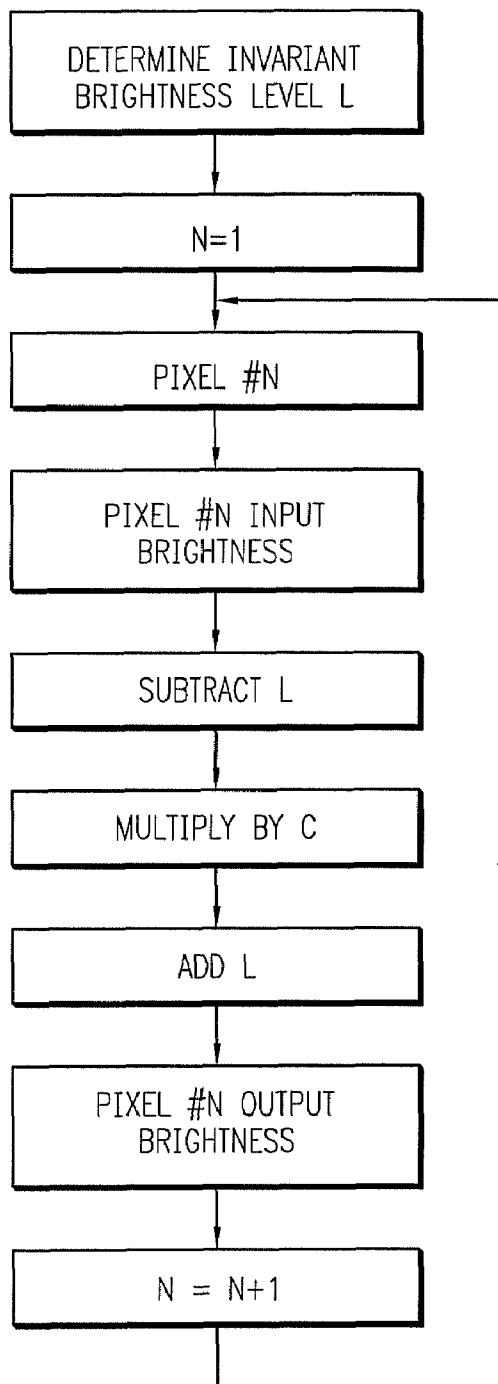 DETERMINE INVARIANT
BRIGHTNESS LEVEL L
N=1
PIXEL #N
PIXEL #N INPUT
BRIGHTNESS
SUBTRACT L
MULTIPLY BY C
ADD L
PIXEL #N OUTPUT
BRIGHTNESS
N = N+1